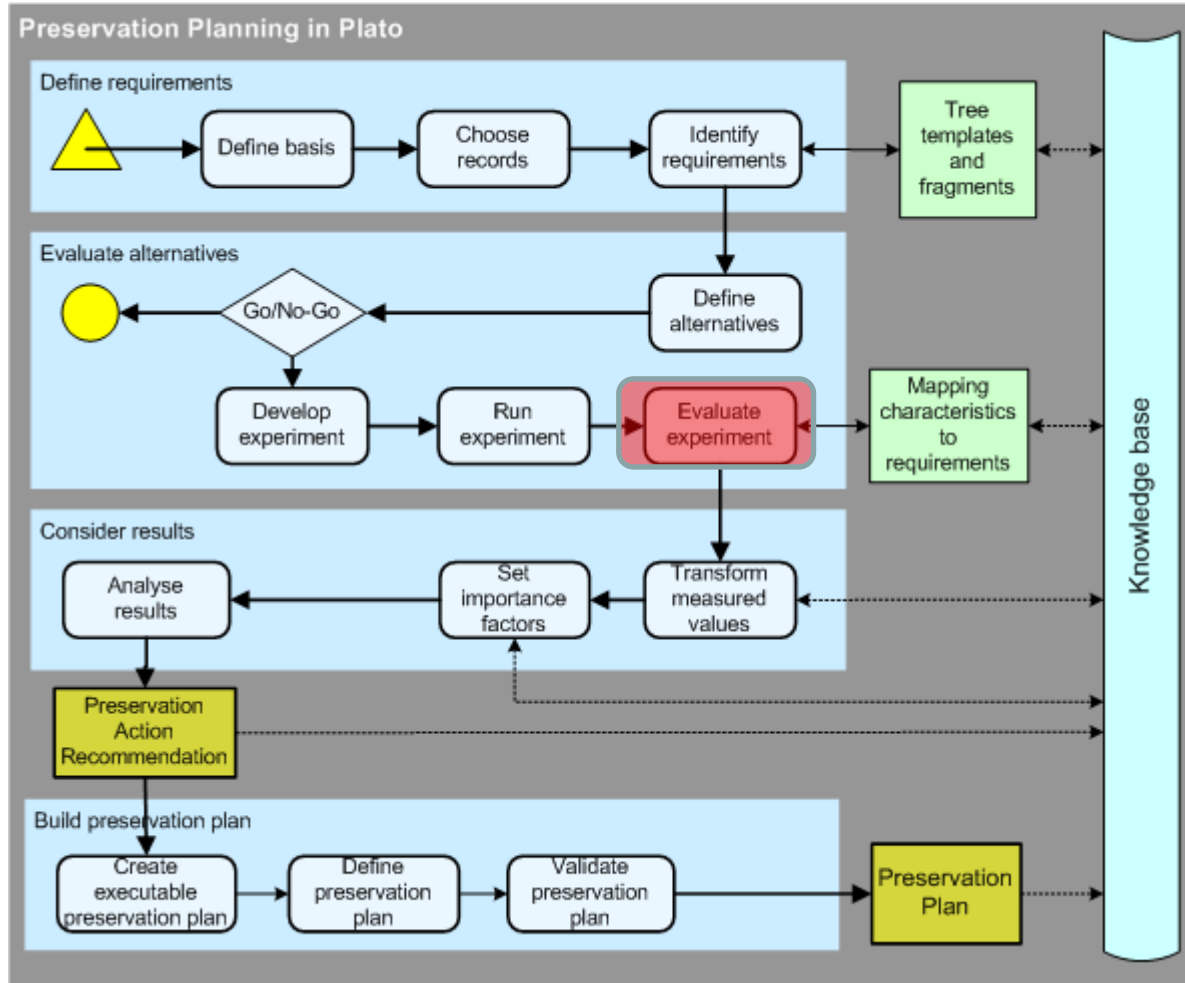 Preservation Planning in Plato
Define requirements
Define basis
Choose
records
Identify
requirements
Tree
templates
and
fragments
Evaluate alternatives
Go/No-Go
Define
alternatives
Develop
experiment
Run
experiment
Evaluate
experiment
Mapping
characteristics
to
requirements
Knowledge base
Consider results
Analyse
results
Set
importance
factors
Transform
measured
values
Preservation
Action
Recommendation
Build preservation plan
Create
executable
preservation plan
Define
preservation
plan
Validate
preservation
plan
Preservation
Plan